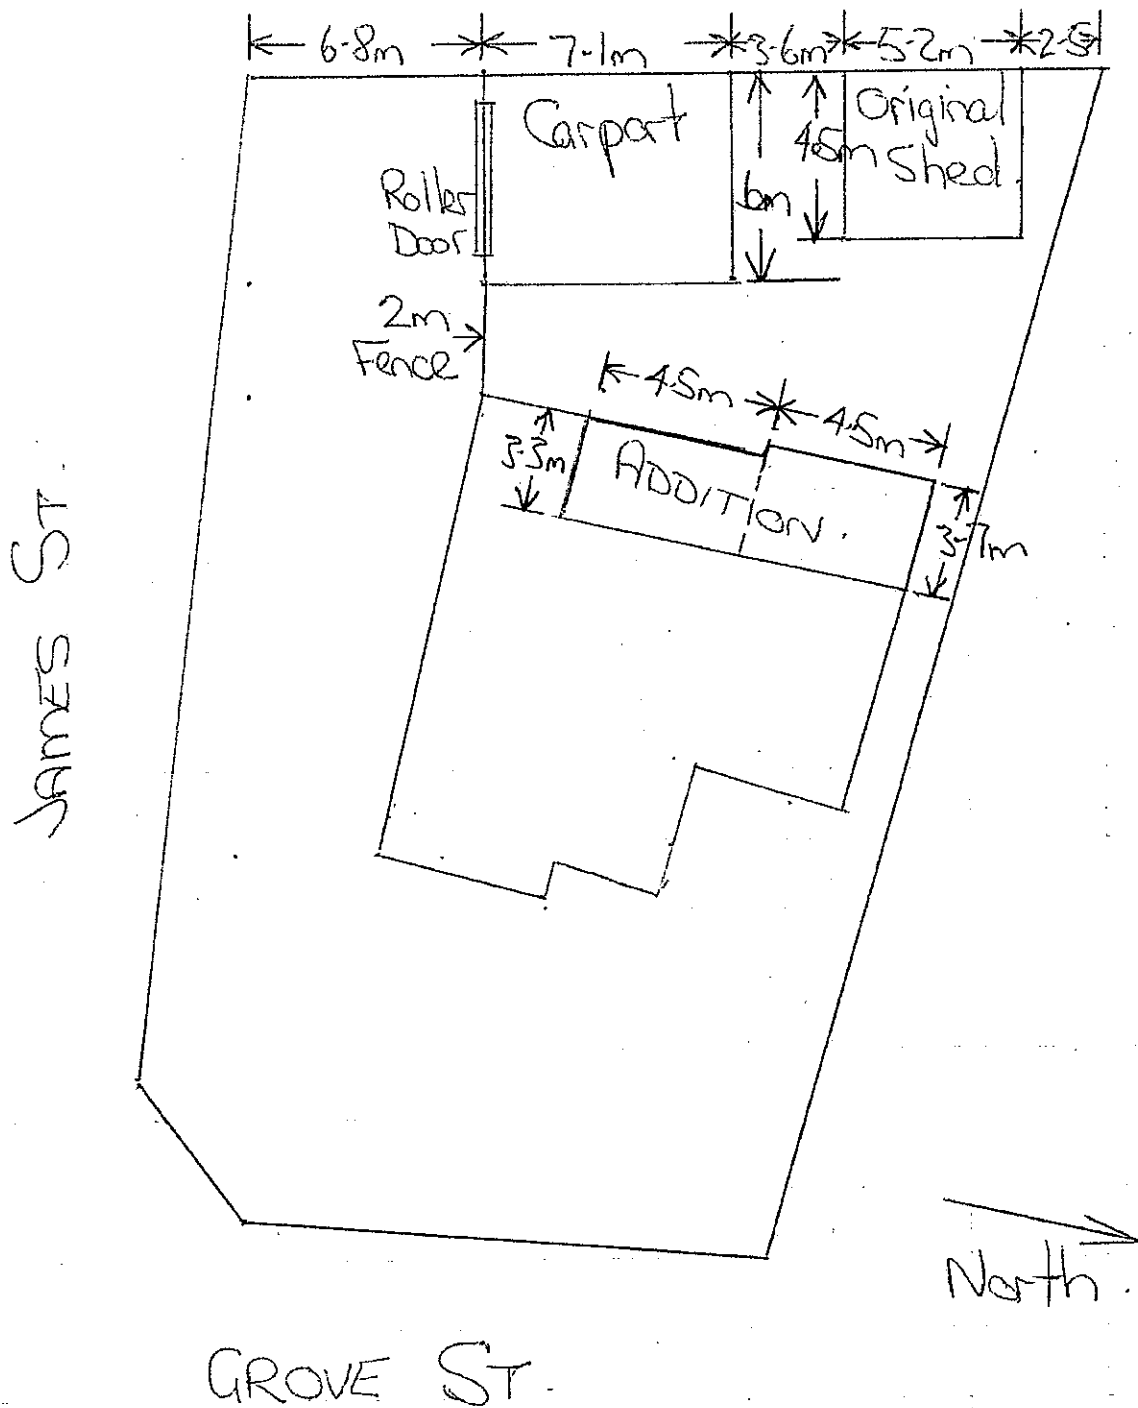 6.8m 7.1m 3.6m 5.2m 2.5
Carport
Original
Shed.
4.5m
6m
Roller
Door
2m
Fence
4.5m 4.5m
3.3m
ADDITION.
3.7m
JAMES ST.
North.
GROVE ST.